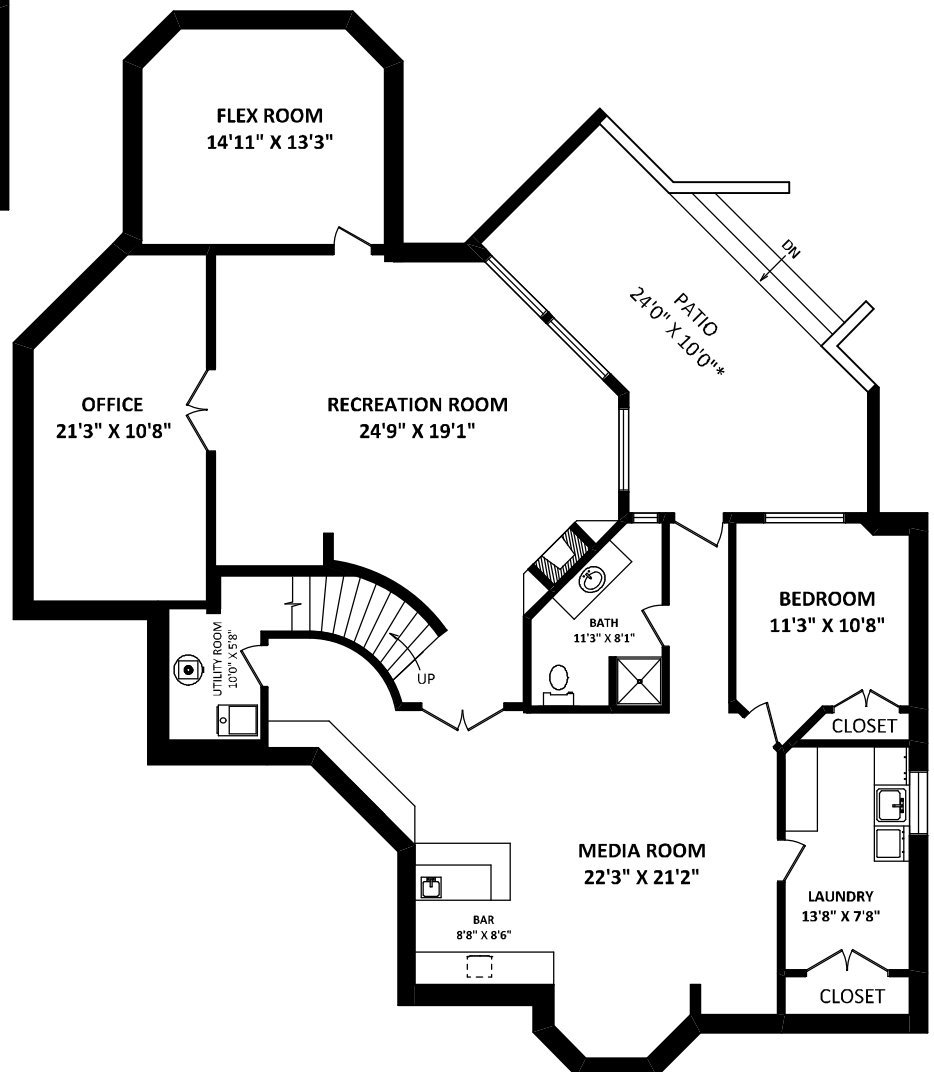 FLEX ROOM
14'11" X 13'3"
DN
PATIO
24'0" X 10'0"*
OFFICE
21'3" X 10'8"
RECREATION ROOM
24'9" X 19'1"
BEDROOM
11'3" X 10'8"
BATH
11'3" X 8'1"
UTILITY ROOM
10'0" X 5'8"
UP
CLOSET
MEDIA ROOM
22'3" X 21'2"
LAUNDRY
13'8" X 7'8"
BAR
8'8" X 8'6"
CLOSET